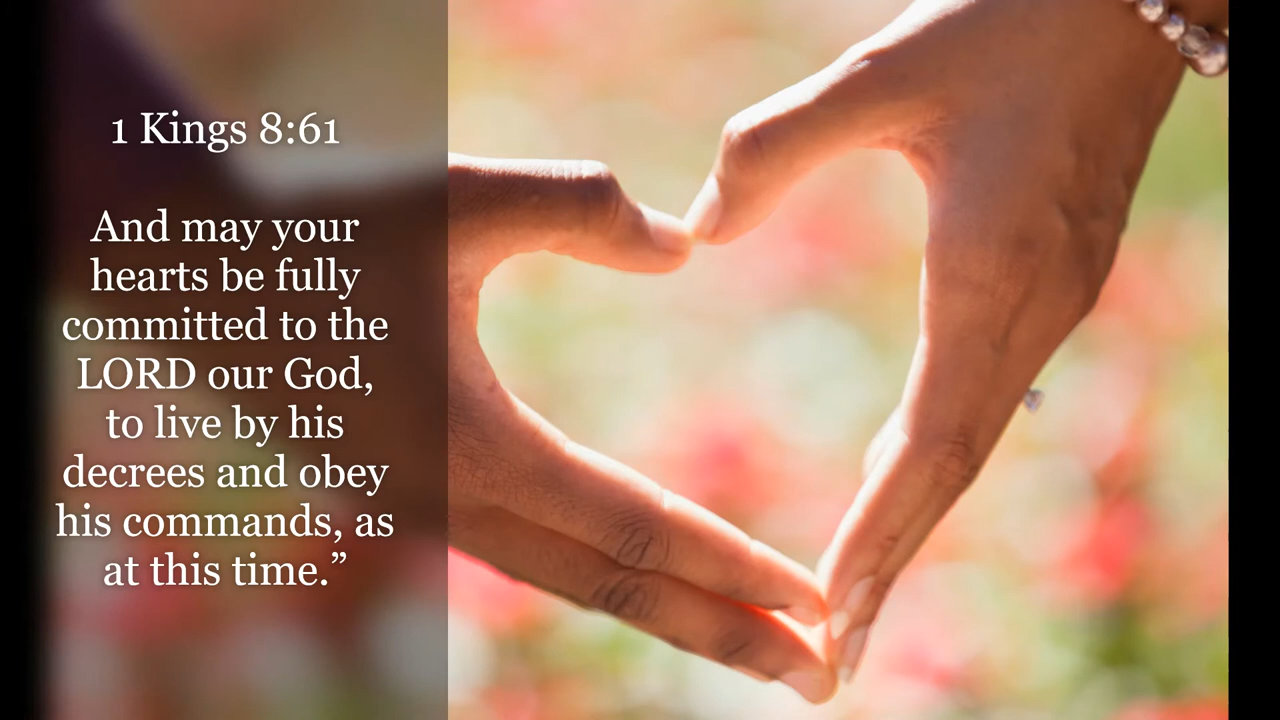 1 Kings 8:61
And may your
hearts be fully
committed to the
LORD our God,
to live by his
decrees and obey
his commands, as
at this time.”